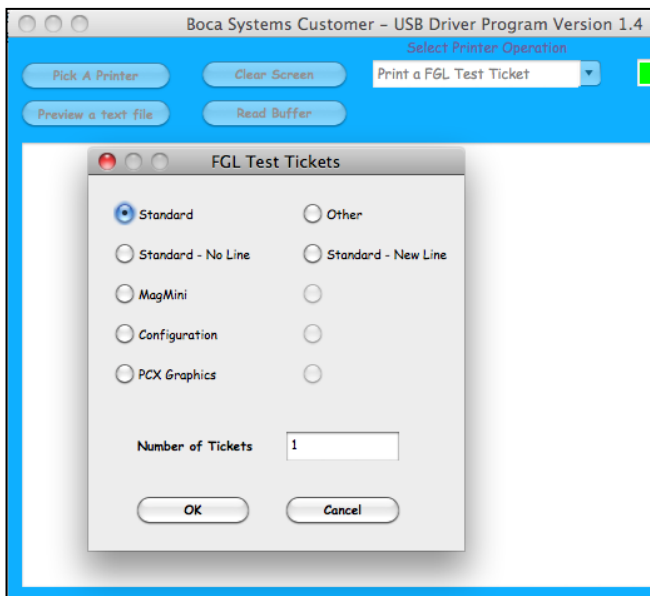 Boca Systems Customer – USB Driver Program Version 1.4
Select Printer Operation
Pick A Printer
Clear Screen
Print a FGL Test Ticket
Preview a text file
Read Buffer
FGL Test Tickets
Standard
Other
Standard - No Line
Standard - New Line
MagMini
Configuration
PCX Graphics
Number of Tickets
1
OK
Cancel